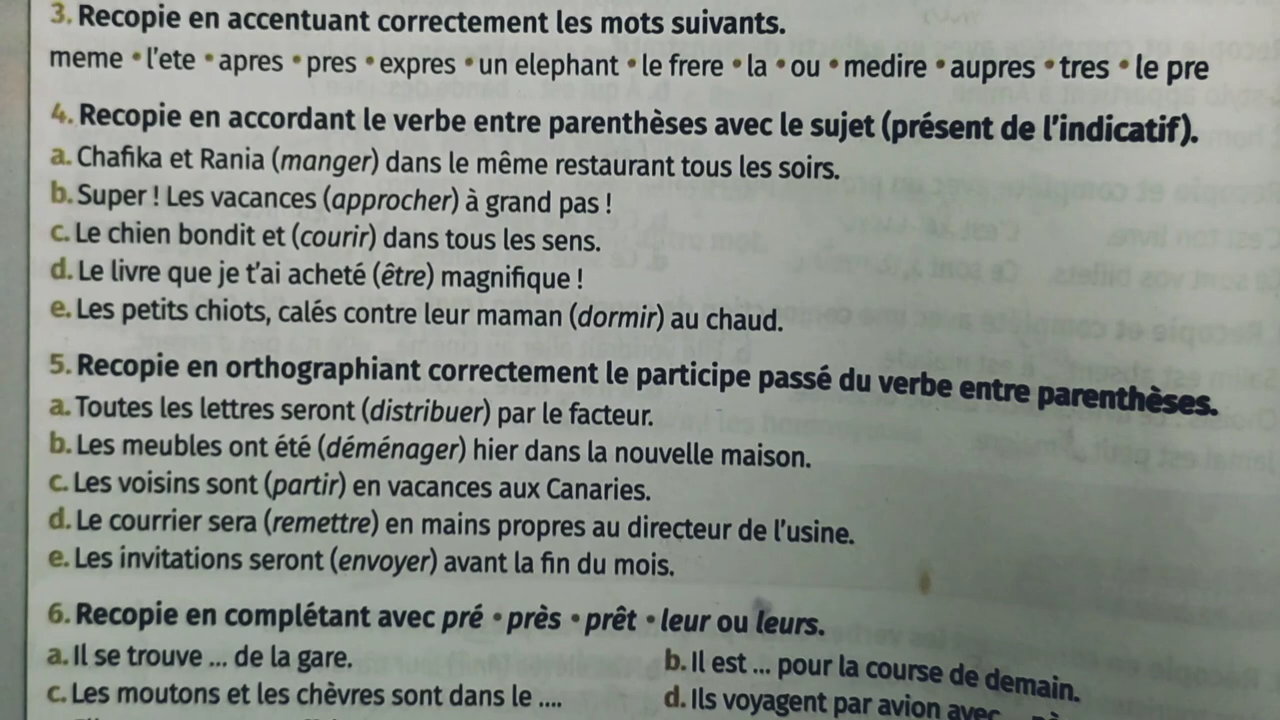 3. Recopie en accentuant correctement les mots suivants.
meme • l'ete • apres • pres • expres • un elephant • le frere • la • ou • medire • aupres • tres • le pre
4. Recopie en accordant le verbe entre parenthèses avec le sujet (présent de l'indicatif).
a. Chafika et Rania (manger) dans le même restaurant tous les soirs.
b. Super ! Les vacances (approcher) à grand pas !
c. Le chien bondit et (courir) dans tous les sens.
d. Le livre que je t'ai acheté (être) magnifique !
e. Les petits chiots, calés contre leur maman (dormir) au chaud.
5. Recopie en orthographiant correctement le participe passé du verbe entre parenthèses.
a. Toutes les lettres seront (distribuer) par le facteur.
b. Les meubles ont été (déménager) hier dans la nouvelle maison.
c. Les voisins sont (partir) en vacances aux Canaries.
d. Le courrier sera (remettre) en mains propres au directeur de l'usine.
e. Les invitations seront (envoyer) avant la fin du mois.
6. Recopie en complétant avec pré • près • prêt • leur ou leurs.
a. Il se trouve ... de la gare.
b. Il est ... pour la course de demain.
c. Les moutons et les chèvres sont dans le ....
d. Ils voyagent par avion avec